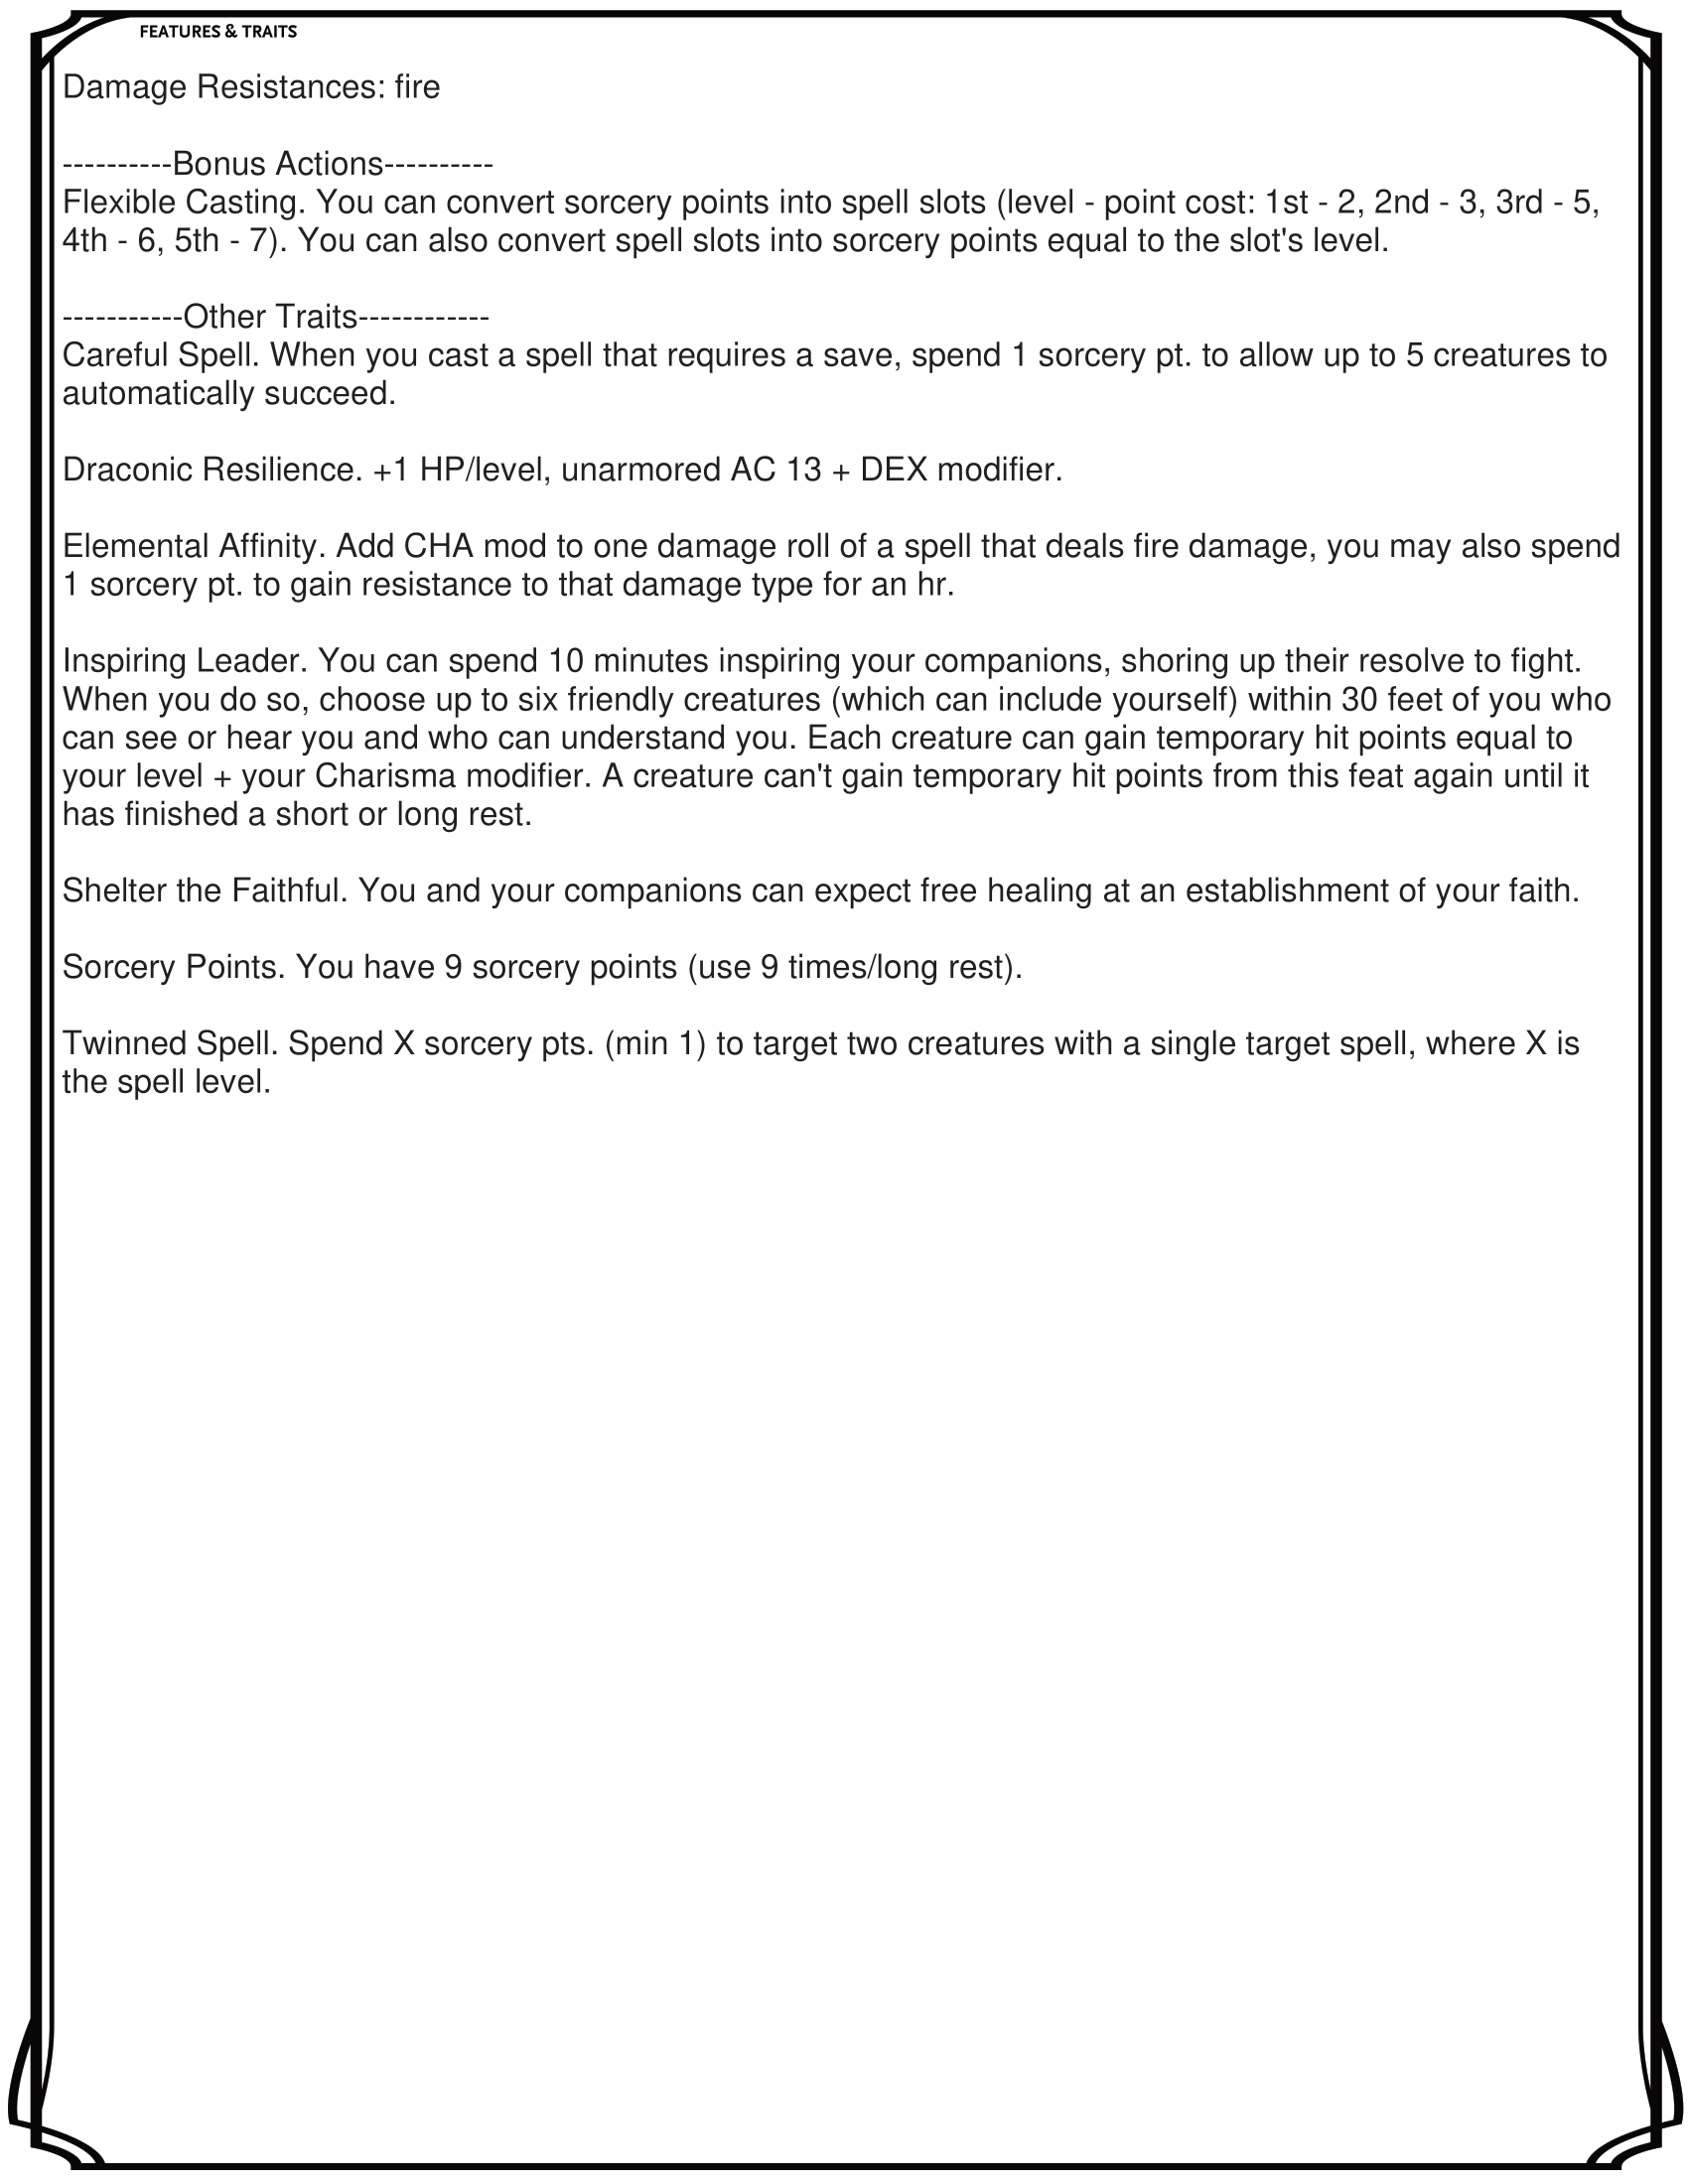 FEATURES & TRAITS
Damage Resistances: fire
----------Bonus Actions----------
Flexible Casting. You can convert sorcery points into spell slots (level - point cost: 1st - 2, 2nd - 3, 3rd - 5,
4th - 6, 5th - 7). You can also convert spell slots into sorcery points equal to the slot's level.
-----------Other Traits------------
Careful Spell. When you cast a spell that requires a save, spend 1 sorcery pt. to allow up to 5 creatures to
automatically succeed.
Draconic Resilience. +1 HP/level, unarmored AC 13 + DEX modifier.
Elemental Affinity. Add CHA mod to one damage roll of a spell that deals fire damage, you may also spend
1 sorcery pt. to gain resistance to that damage type for an hr.
Inspiring Leader. You can spend 10 minutes inspiring your companions, shoring up their resolve to fight.
When you do so, choose up to six friendly creatures (which can include yourself) within 30 feet of you who
can see or hear you and who can understand you. Each creature can gain temporary hit points equal to
your level + your Charisma modifier. A creature can't gain temporary hit points from this feat again until it
has finished a short or long rest.
Shelter the Faithful. You and your companions can expect free healing at an establishment of your faith.
Sorcery Points. You have 9 sorcery points (use 9 times/long rest).
Twinned Spell. Spend X sorcery pts. (min 1) to target two creatures with a single target spell, where X is
the spell level.